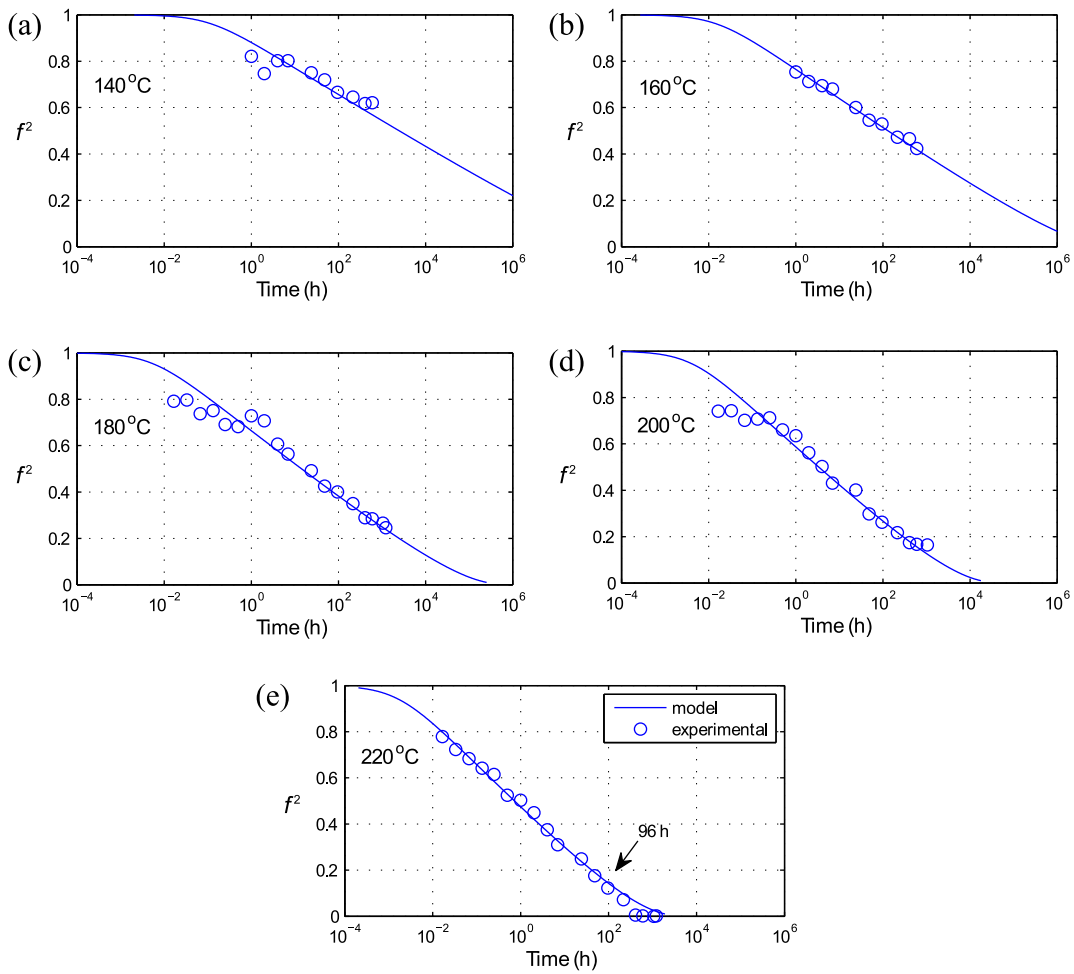 (a)
1
0.8
0.6
0.4
0.2
0
f²
140°C
10⁻⁴ 10⁻² 10⁰ 10² 10⁴ 10⁶
Time (h)
(b)
1
0.8
0.6
0.4
0.2
0
f²
160°C
10⁻⁴ 10⁻² 10⁰ 10² 10⁴ 10⁶
Time (h)
(c)
1
0.8
0.6
0.4
0.2
0
f²
180°C
10⁻⁴ 10⁻² 10⁰ 10² 10⁴ 10⁶
Time (h)
(d)
1
0.8
0.6
0.4
0.2
0
f²
200°C
10⁻⁴ 10⁻² 10⁰ 10² 10⁴ 10⁶
Time (h)
(e)
1
0.8
0.6
0.4
0.2
0
f²
220°C
model
experimental
96 h
10⁻⁴ 10⁻² 10⁰ 10² 10⁴ 10⁶
Time (h)